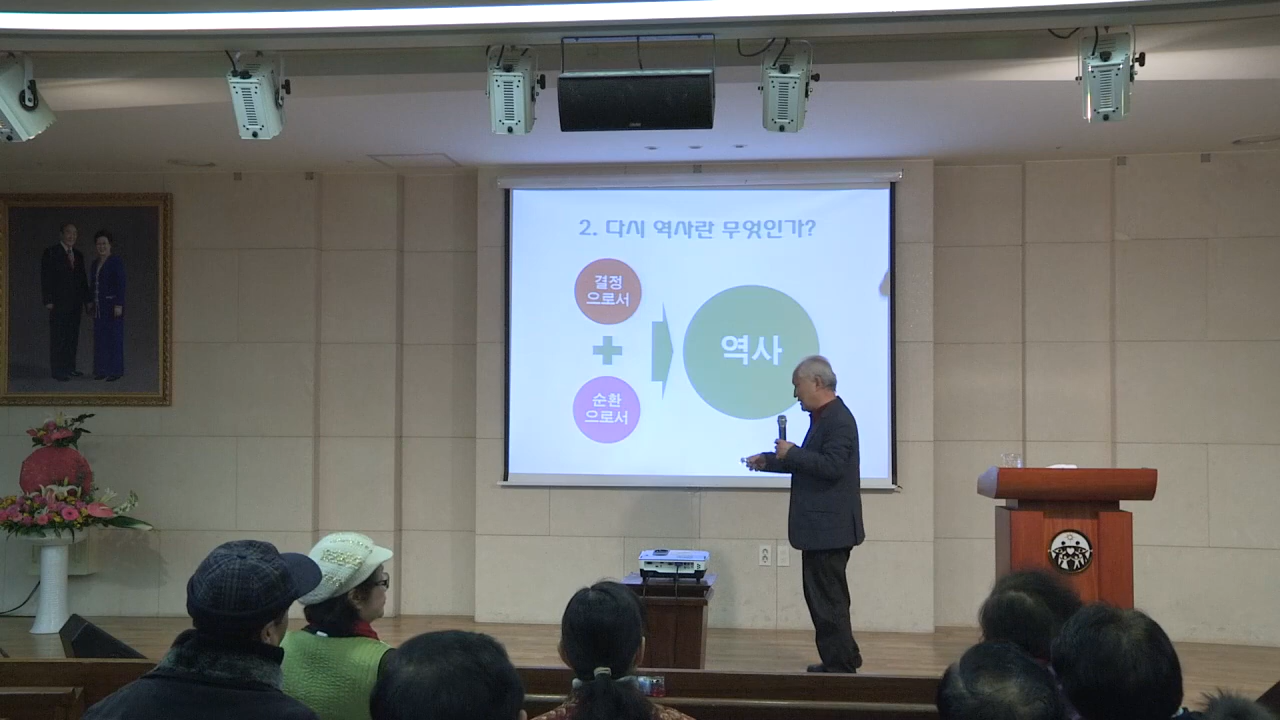 2. 다시 역사란 무엇인가?
결정
으로서
역사
순환
으로서